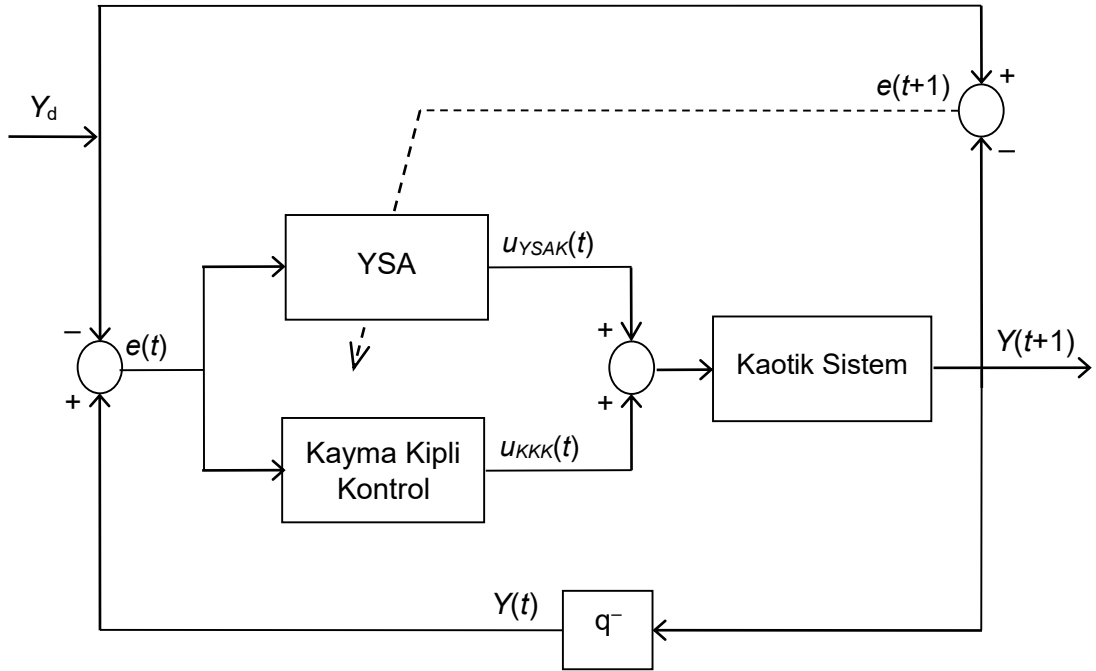 +
e(t+1)
Y_d
–
u_YSAK(t)
YSA
+
–
e(t)
Y(t+1)
Kaotik Sistem
+
+
Kayma Kipli
Kontrol
u_KKK(t)
Y(t)
q⁻